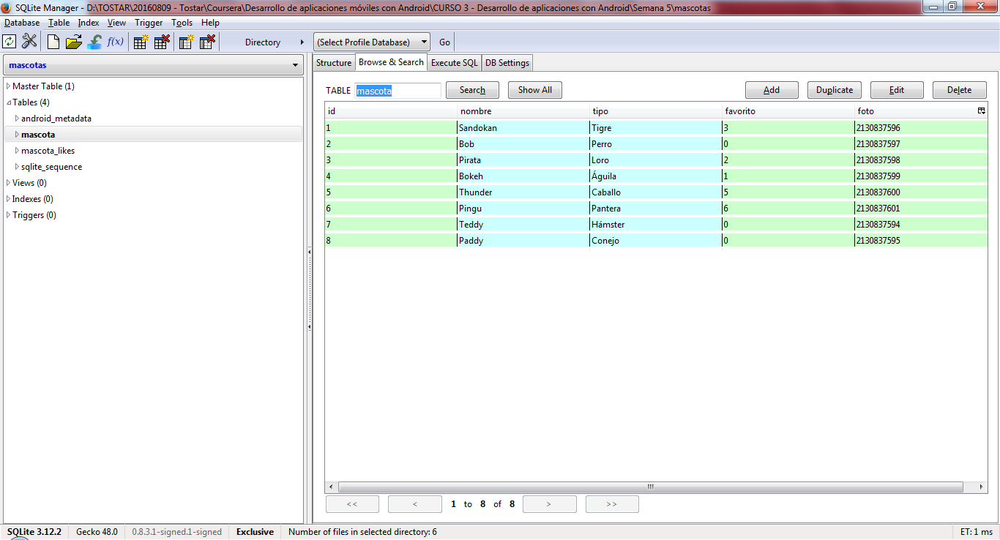 SQLite Manager - D:\TOSTAR\20160809 - Tostar\Coursera\Desarrollo de aplicaciones móviles con Android\CURSO 3 - Desarrollo de aplicaciones con Android\Semana 5\mascotas
Database Table Index View Trigger Tools Help
f(x) Directory (Select Profile Database) Go
mascotas
Master Table (1)
Tables (4)
android_metadata
mascota
mascota_likes
sqlite_sequence
Views (0)
Indexes (0)
Triggers (0)
Structure Browse & Search Execute SQL DB Settings
TABLE mascota Search Show All Add Duplicate Edit Delete
id nombre tipo favorito foto
1 Sandokan Tigre 3 2130837596
2 Bob Perro 0 2130837597
3 Pirata Loro 2 2130837598
4 Bokeh Águila 1 2130837599
5 Thunder Caballo 5 2130837600
6 Pingu Pantera 6 2130837601
7 Teddy Hámster 0 2130837594
8 Paddy Conejo 0 2130837595
<< < 1 to 8 of 8 > >>
SQLite 3.12.2 Gecko 48.0 0.8.3.1-signed.1-signed Exclusive Number of files in selected directory: 6 ET: 1 ms